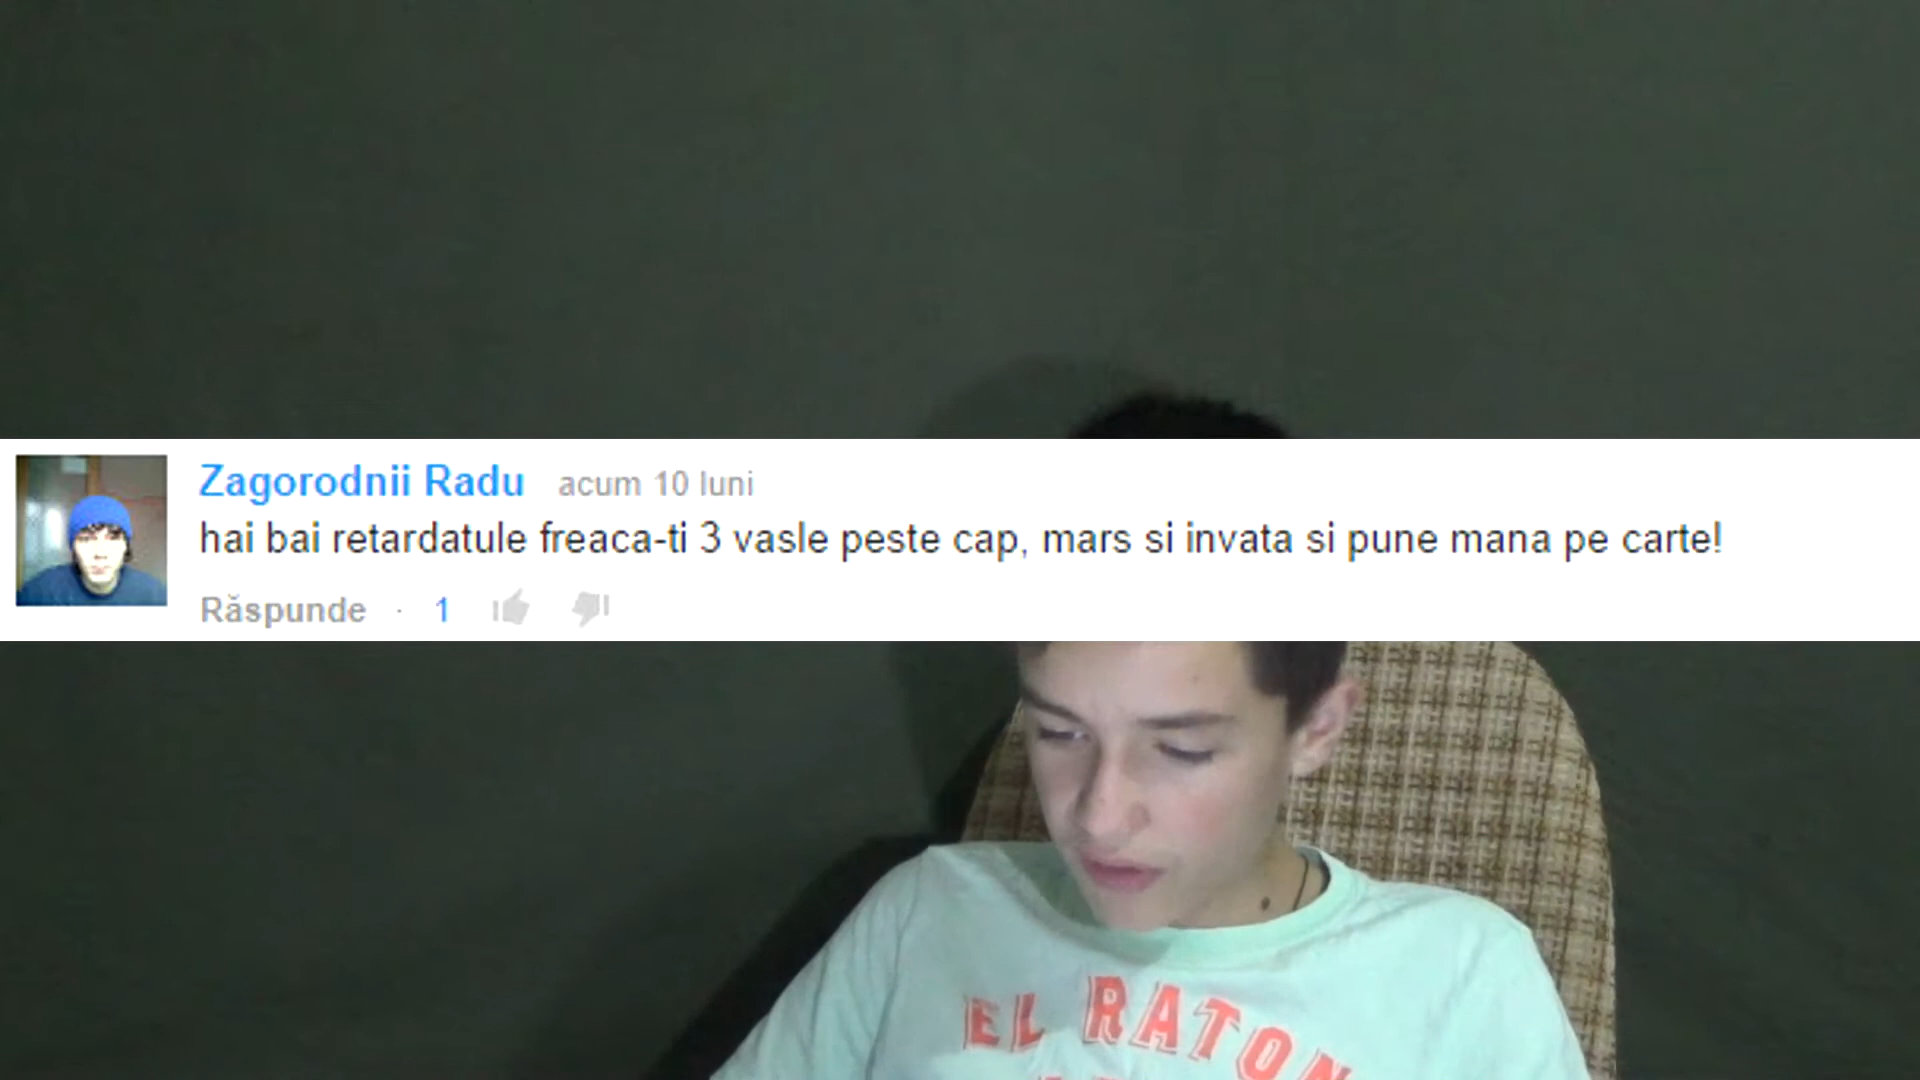 Zagorodnii Radu acum 10 luni
hai bai retardatule freaca-ti 3 vasle peste cap, mars si invata si pune mana pe carte!
Răspunde · 1
EL RATON